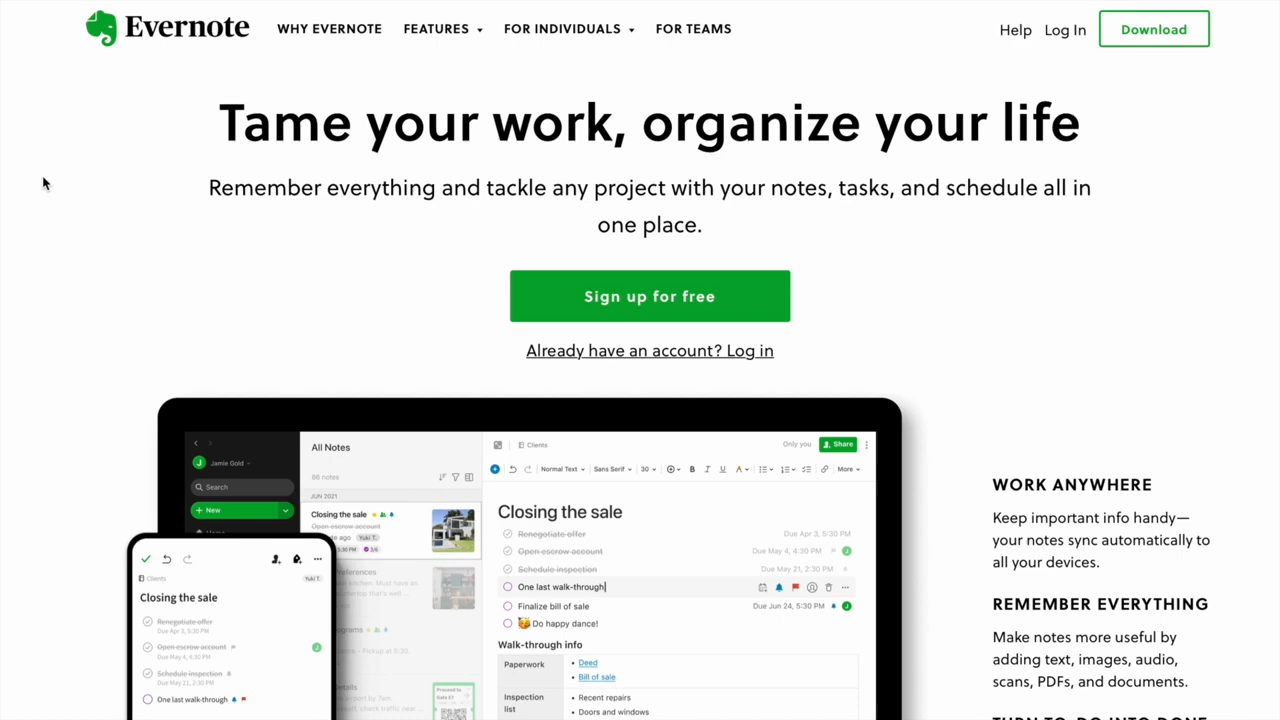 Evernote
WHY EVERNOTE
FEATURES
FOR INDIVIDUALS
FOR TEAMS
Help
Log In
Download
Tame your work, organize your life
Remember everything and tackle any project with your notes, tasks, and schedule all in
one place.
Sign up for free
Already have an account? Log in
J Jamie Gold
Search
+ New
All Notes
86 notes
JUN 2021
Closing the sale
Open escrow account
Yuki T.
3/6
Clients
Only you
Share
Normal Text
Sans Serif
30
B I U A
More
Closing the sale
Renegotiate offer
Due Apr 3, 5:30 PM
Open escrow account
Due May 4, 4:30 PM
J
Schedule inspection
Due May 21, 2:30 PM
One last walk-through
Finalize bill of sale
Due Jun 24, 5:30 PM
J
Do happy dance!
Walk-through info
Paperwork
• Deed
• Bill of sale
Inspection
list
• Recent repairs
• Doors and windows
Clients
Yuki T.
Closing the sale
Renegotiate offer
Due Apr 3, 5:30 PM
Open escrow account
Due May 4, 4:30 PM
J
Schedule inspection
Due May 21, 2:30 PM
One last walk-through
WORK ANYWHERE
Keep important info handy—
your notes sync automatically to
all your devices.
REMEMBER EVERYTHING
Make notes more useful by
adding text, images, audio,
scans, PDFs, and documents.